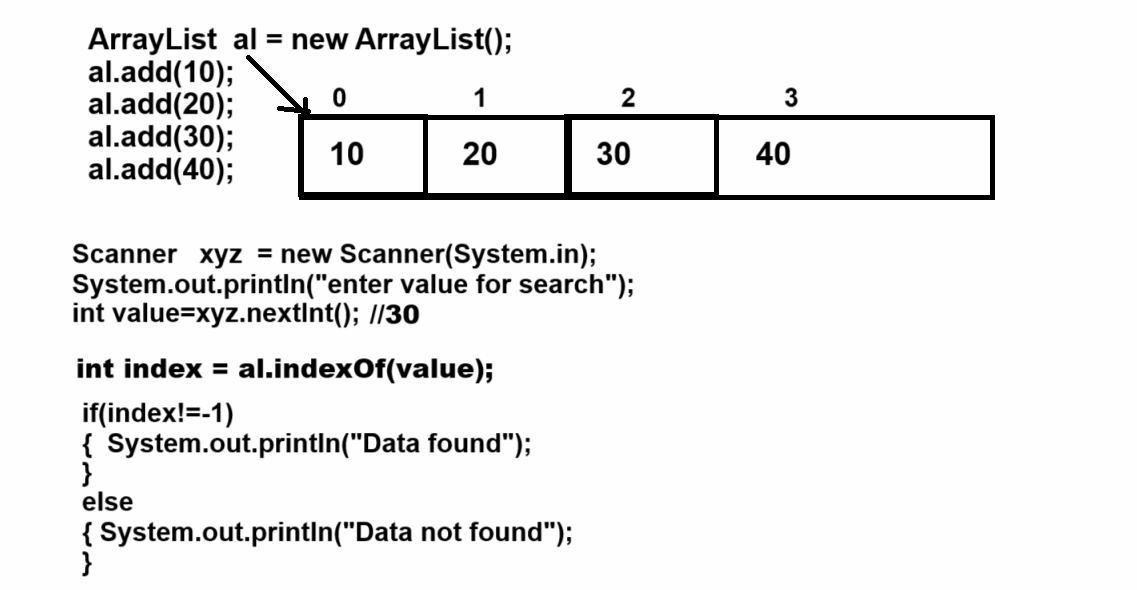 ArrayList al = new ArrayList();
al.add(10);
al.add(20);
al.add(30);
al.add(40);
0 1 2 3
10 20 30 40
Scanner xyz = new Scanner(System.in);
System.out.println("enter value for search");
int value=xyz.nextInt(); //30
int index = al.indexOf(value);
if(index!=-1)
{ System.out.println("Data found");
}
else
{ System.out.println("Data not found");
}